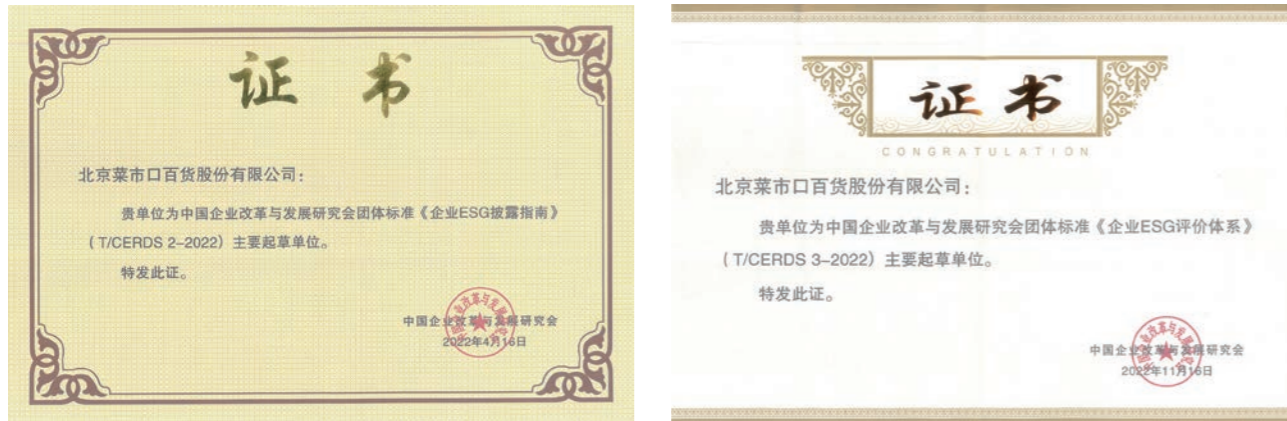 证书
北京菜市口百货股份有限公司：
贵单位为中国企业改革与发展研究会团体标准《企业ESG披露指南》
（T/CERDS 2–2022）主要起草单位。
特发此证。
中国企业改革与发展研究会
2022年4月16日
证书
CONGRATULATION
北京菜市口百货股份有限公司：
贵单位为中国企业改革与发展研究会团体标准《企业ESG评价体系》
（T/CERDS 3–2022）主要起草单位。
特发此证。
中国企业改革与发展研究会
2022年11月16日